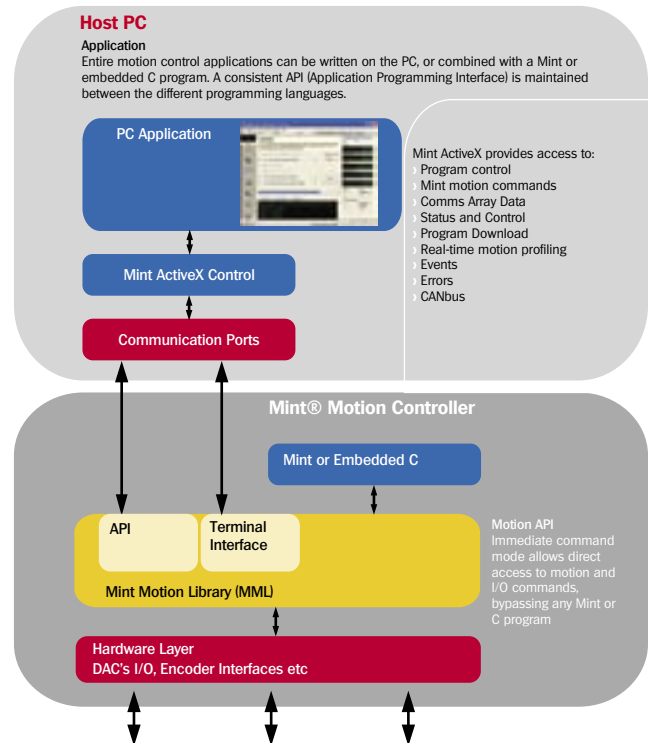 Host PC
Application
Entire motion control applications can be written on the PC, or combined with a Mint or
embedded C program. A consistent API (Application Programming Interface) is maintained
between the different programming languages.
PC Application
Mint ActiveX provides access to:
› Program control
› Mint motion commands
› Comms Array Data
› Status and Control
› Program Download
› Real-time motion profiling
› Events
› Errors
› CANbus
Mint ActiveX Control
Communication Ports
Mint® Motion Controller
Mint or Embedded C
API
Terminal
Interface
Mint Motion Library (MML)
Motion API
Immediate command
mode allows direct
access to motion and
I/O commands,
bypassing any Mint or
C program
Hardware Layer
DAC's I/O, Encoder Interfaces etc